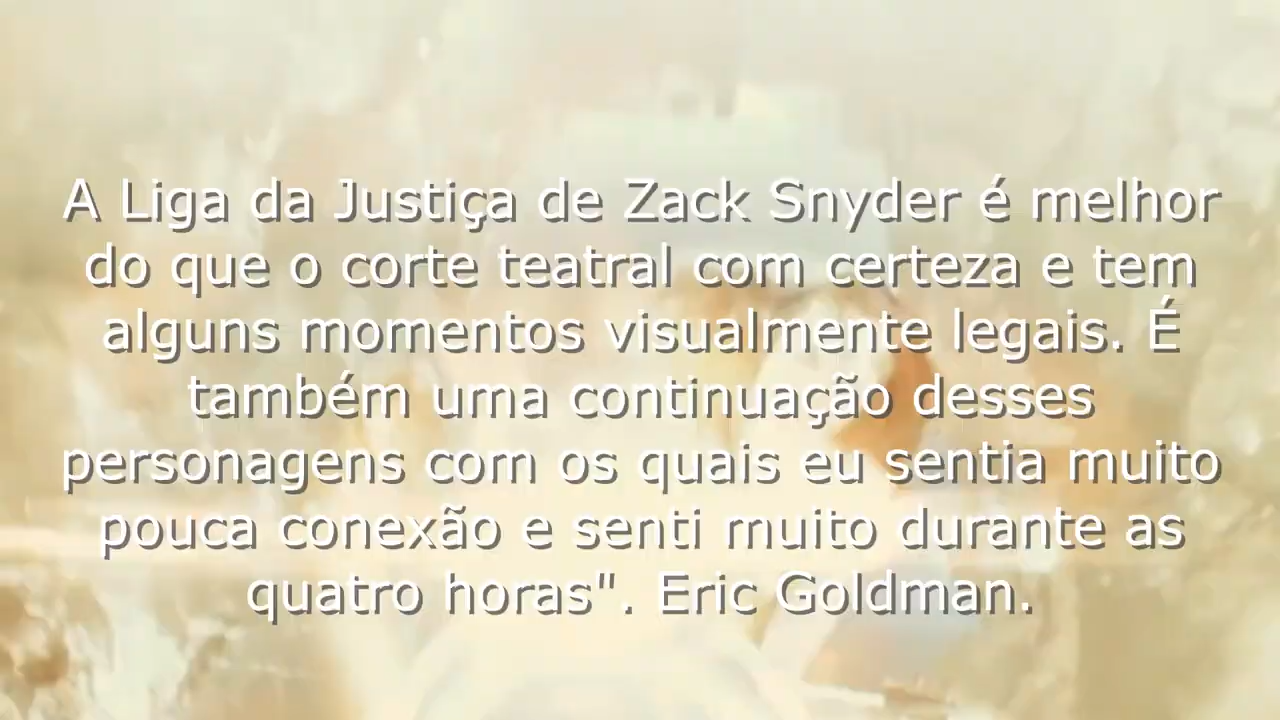 A Liga da Justiça de Zack Snyder é melhor
do que o corte teatral com certeza e tem
alguns momentos visualmente legais. É
também uma continuação desses
personagens com os quais eu sentia muito
pouca conexão e senti muito durante as
quatro horas". Eric Goldman.